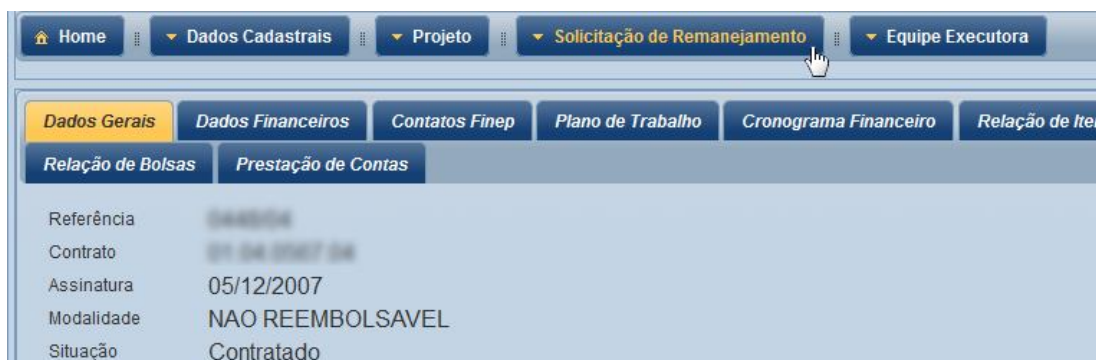 Home Dados Cadastrais Projeto Solicitação de Remanejamento Equipe Executora
Dados Gerais Dados Financeiros Contatos Finep Plano de Trabalho Cronograma Financeiro Relação de
Relação de Bolsas Prestação de Contas
Referência
Contrato
Assinatura 05/12/2007
Modalidade NAO REEMBOLSAVEL
Situação Contratado